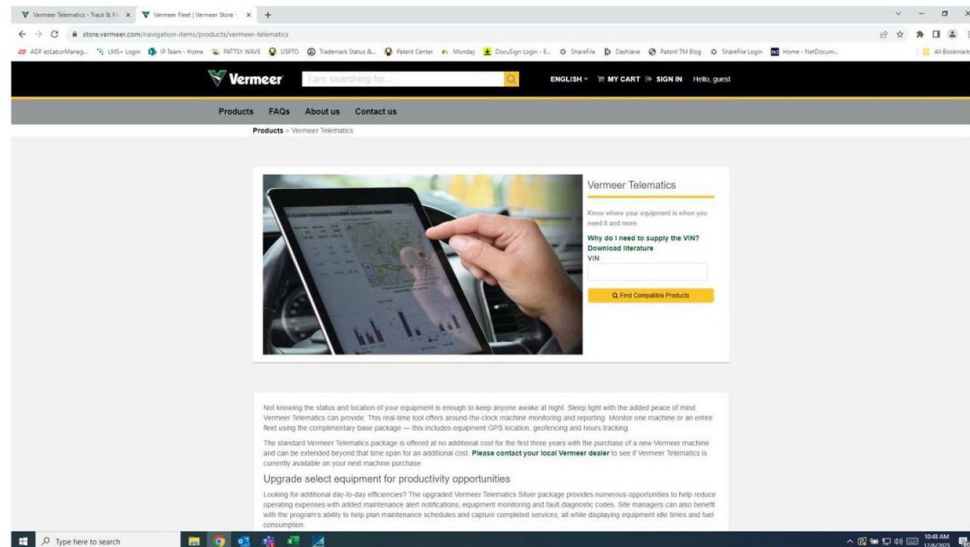 Vermeer Telematics - Track & M
Vermeer Fleet | Vermeer Store -
store.vermeer.com/navigation-items/products/vermeer-telematics
ADP ezLaborManag... LMS+ Login IP Team - Home PATTSY WAVE USPTO Trademark Status &... Patent Center Monday DocuSign Login - E... ShareFile Dashlane Patent TM Blog ShareFile Login Home - NetDocum... All Bookmark
Vermeer I am searching for... ENGLISH MY CART SIGN IN Hello, guest
Products FAQs About us Contact us
Products > Vermeer Telematics
Vermeer Telematics
Know where your equipment is when you
need it and more.
Why do I need to supply the VIN?
Download literature
VIN
Find Compatible Products
Not knowing the status and location of your equipment is enough to keep anyone awake at night. Sleep tight with the added peace of mind
Vermeer Telematics can provide. This real-time tool offers around-the-clock machine monitoring and reporting. Monitor one machine or an entire
fleet using the complimentary base package — this includes equipment GPS location, geofencing and hours tracking.
The standard Vermeer Telematics package is offered at no additional cost for the first three years with the purchase of a new Vermeer machine
and can be extended beyond that time span for an additional cost. Please contact your local Vermeer dealer to see if Vermeer Telematics is
currently available on your next machine purchase.
Upgrade select equipment for productivity opportunities
Looking for additional day-to-day efficiencies? The upgraded Vermeer Telematics Silver package provides numerous opportunities to help reduce
operating expenses with added maintenance alert notifications, equipment monitoring and fault diagnostic codes. Site managers can also benefit
with the program's ability to help plan maintenance schedules and capture completed services, all while displaying equipment idle times and fuel
consumption.
Type here to search
10:48 AM
12/6/2023